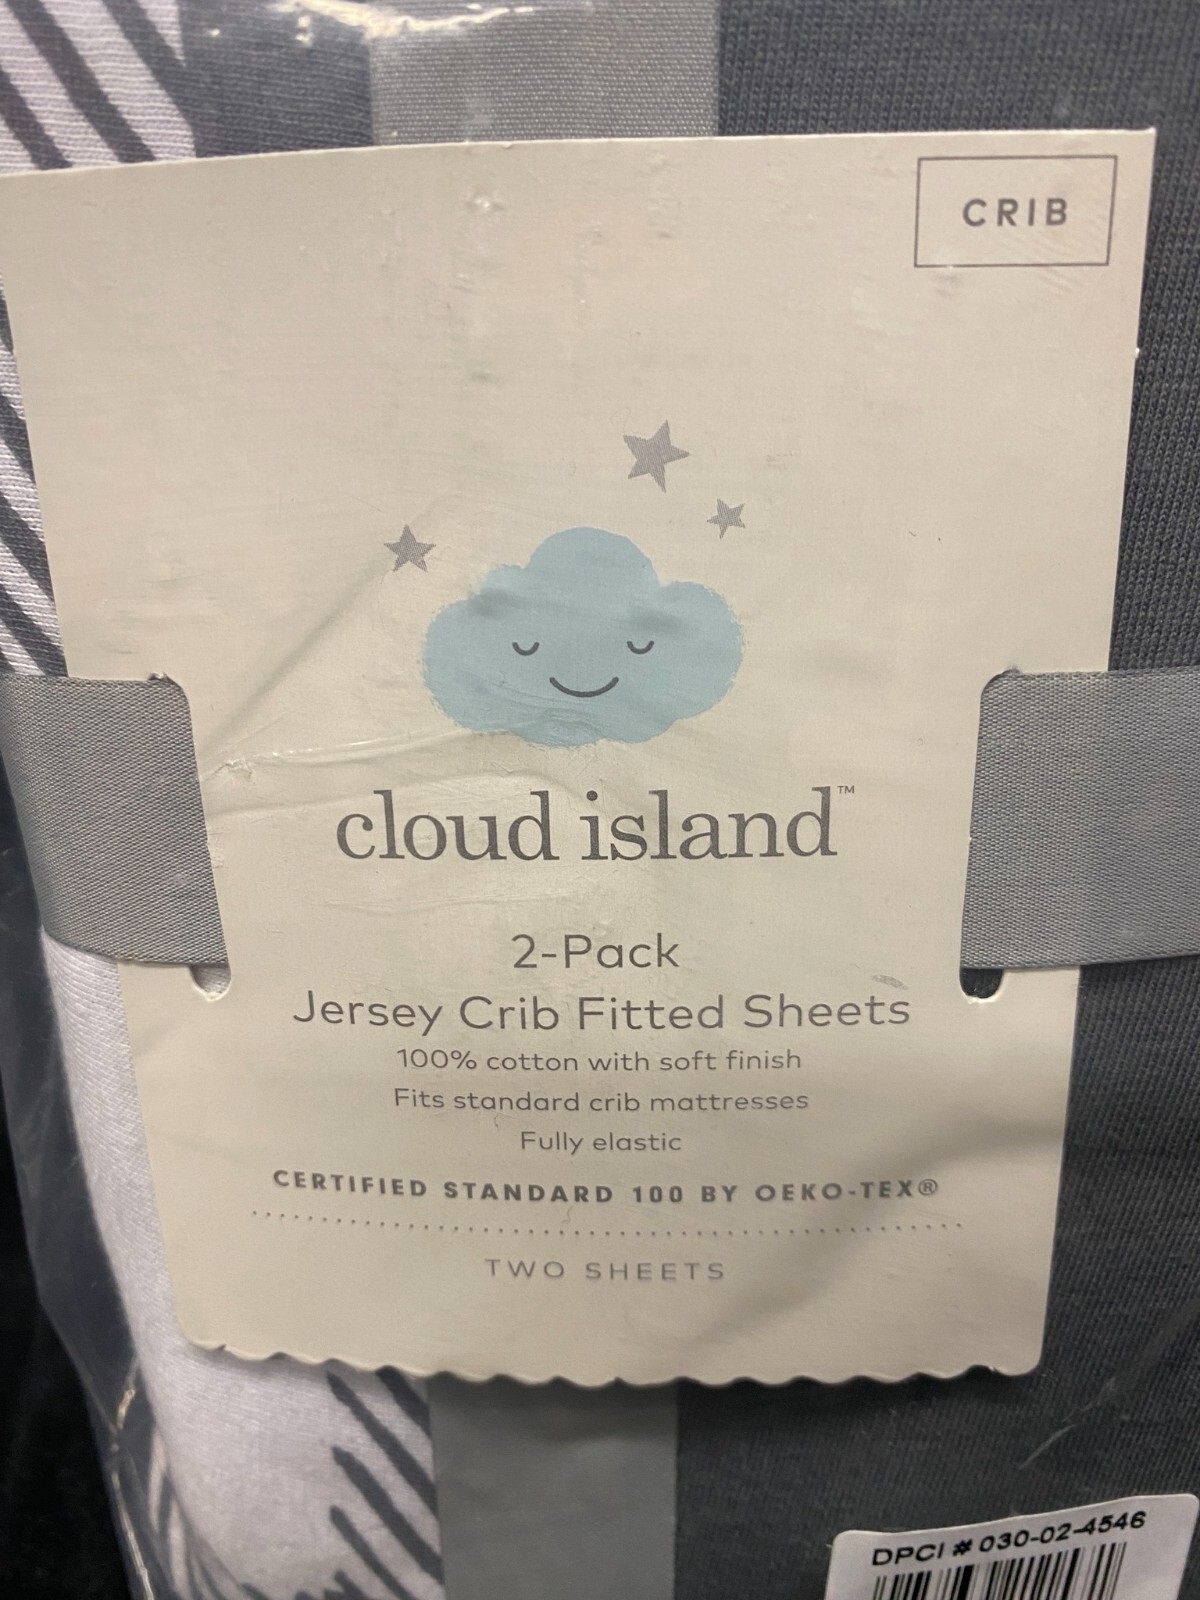 CRIB
cloud island™
2-Pack
Jersey Crib Fitted Sheets
100% cotton with soft finish
Fits standard crib mattresses
Fully elastic
CERTIFIED STANDARD 100 BY OEKO-TEX®
TWO SHEETS
DPCI # 030-02-4546